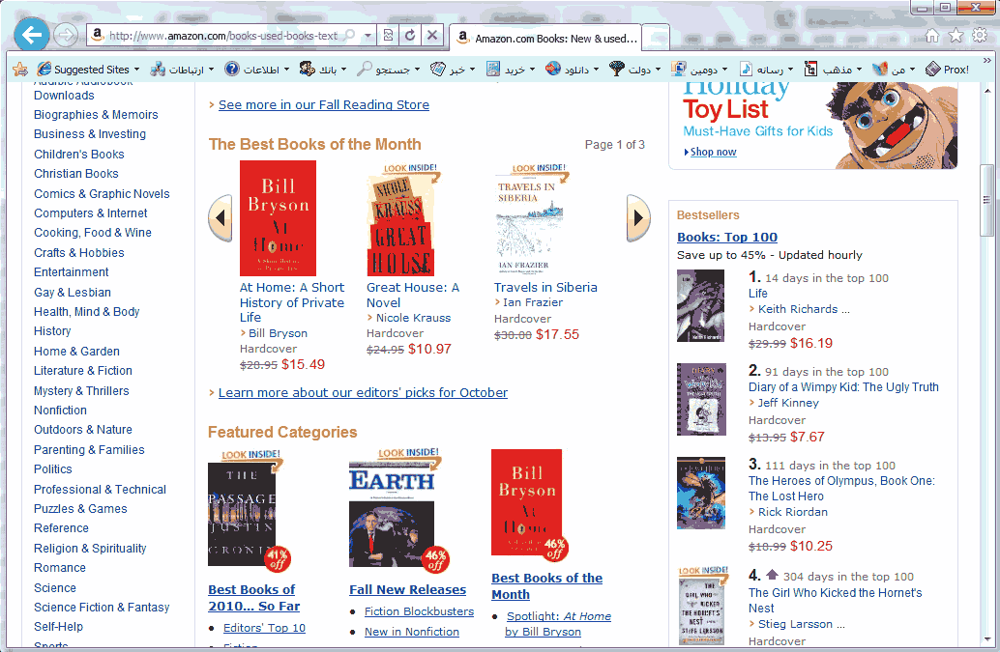 http://www.amazon.com/books-used-books-text
Amazon.com Books: New & used...
Suggested Sites
ارتباطات
اطلاعات
بانك
جستجو
خبر
خرید
دانلود
دولت
دومین
رسانه
مذهب
من
Prox!
Audible Audiobook
Downloads
Biographies & Memoirs
Business & Investing
Children's Books
Christian Books
Comics & Graphic Novels
Computers & Internet
Cooking, Food & Wine
Crafts & Hobbies
Entertainment
Gay & Lesbian
Health, Mind & Body
History
Home & Garden
Literature & Fiction
Mystery & Thrillers
Nonfiction
Outdoors & Nature
Parenting & Families
Politics
Professional & Technical
Puzzles & Games
Reference
Religion & Spirituality
Romance
Science
Science Fiction & Fantasy
Self-Help
Sports
› See more in our Fall Reading Store
The Best Books of the Month
Page 1 of 3
Bill
Bryson
At
Home
At Home: A Short
History of Private
Life
› Bill Bryson
Hardcover
$28.95 $15.49
LOOK INSIDE!
NICOLE
KRAUSS
GREAT
HOUSE
Great House: A
Novel
› Nicole Krauss
Hardcover
$24.95 $10.97
LOOK INSIDE!
TRAVELS IN
SIBERIA
IAN FRAZIER
Travels in Siberia
› Ian Frazier
Hardcover
$30.00 $17.55
› Learn more about our editors' picks for October
Featured Categories
LOOK INSIDE!
THE
PASSAGE
JUSTIN
CRONIN
41%
off
Best Books of
2010... So Far
• Editors' Top 10
• Fiction
LOOK INSIDE!
EARTH
46%
off
Fall New Releases
• Fiction Blockbusters
• New in Nonfiction
Bill
Bryson
At
Home
46%
off
Best Books of the
Month
• Spotlight: At Home
by Bill Bryson
Holiday
Toy List
Must-Have Gifts for Kids
Shop now
Bestsellers
Books: Top 100
Save up to 45% - Updated hourly
Life
Keith Richards
1. 14 days in the top 100
Life
› Keith Richards ...
Hardcover
$29.99 $16.19
DIARY
of a
Wimpy Kid
THE UGLY TRUTH
2. 91 days in the top 100
Diary of a Wimpy Kid: The Ugly Truth
› Jeff Kinney
Hardcover
$13.95 $7.67
3. 111 days in the top 100
The Heroes of Olympus, Book One:
The Lost Hero
› Rick Riordan
Hardcover
$18.99 $10.25
LOOK INSIDE!
THE
GIRL WHO
KICKED THE
HORNET'S
NEST
STIEG LARSSON
4. 304 days in the top 100
The Girl Who Kicked the Hornet's
Nest
› Stieg Larsson ...
Hardcover